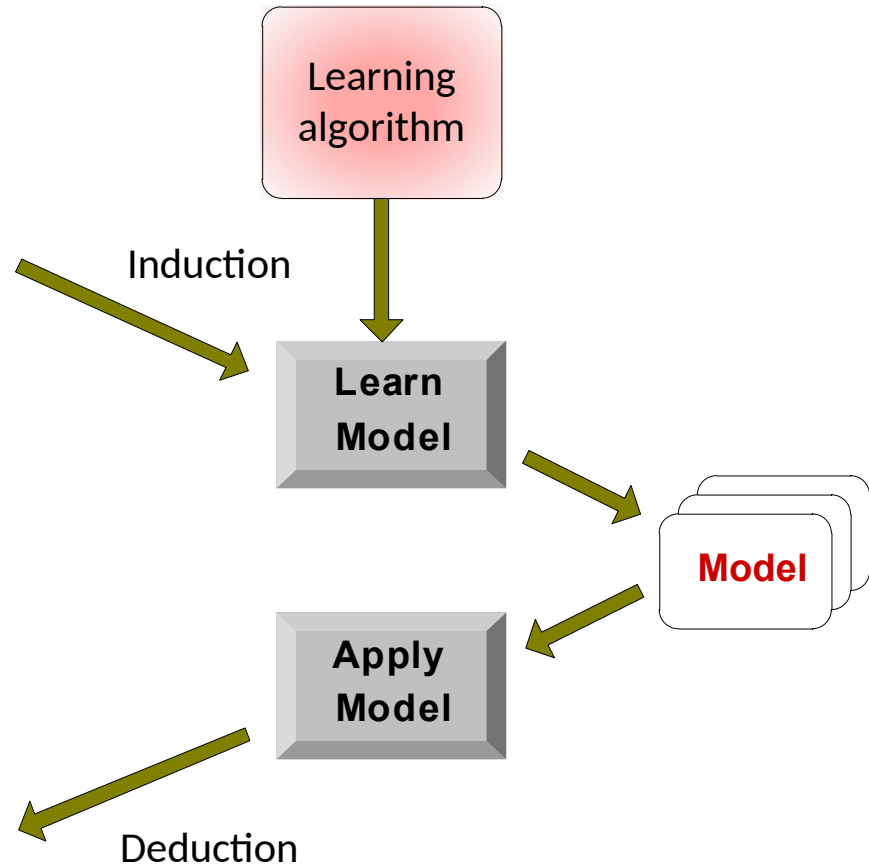 Learning
algorithm
Induction
Learn
Model
Model
Apply
Model
Deduction